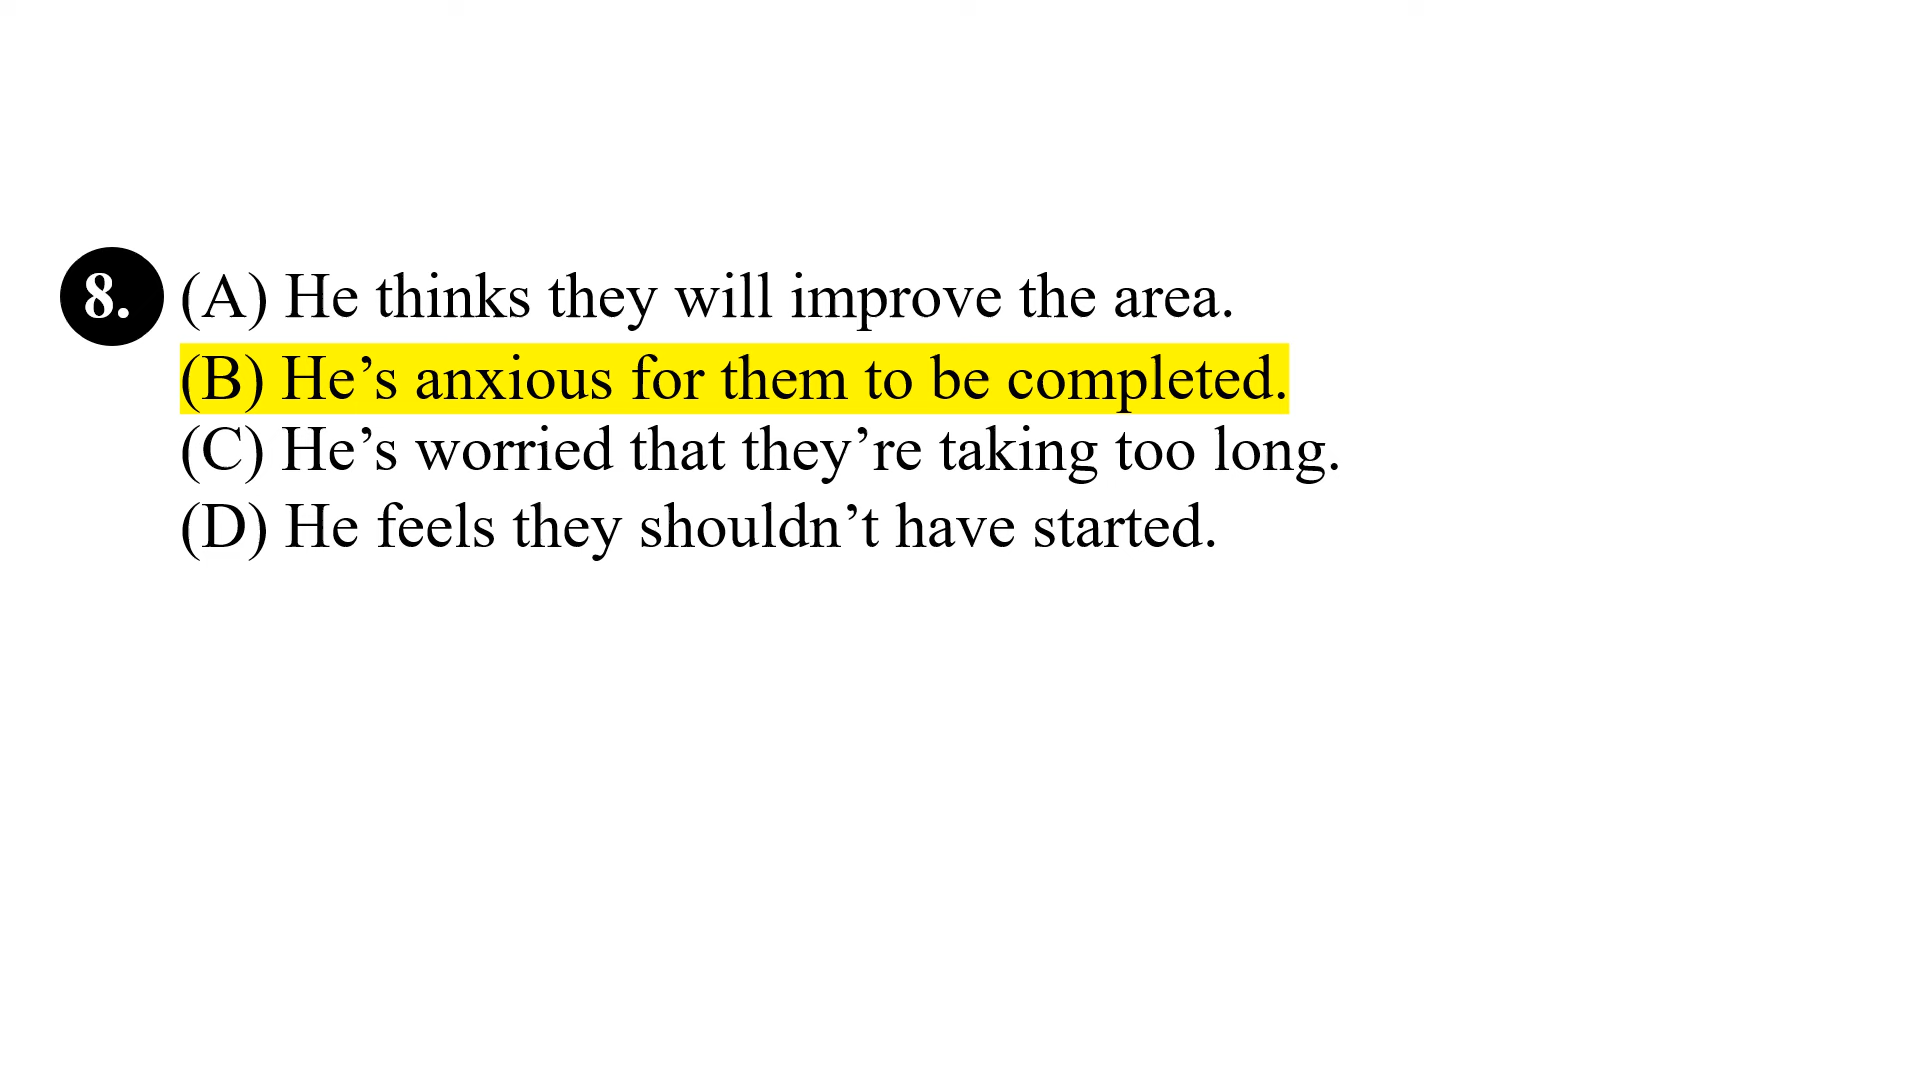 8. (A) He thinks they will improve the area.
(B) He’s anxious for them to be completed.
(C) He’s worried that they’re taking too long.
(D) He feels they shouldn’t have started.